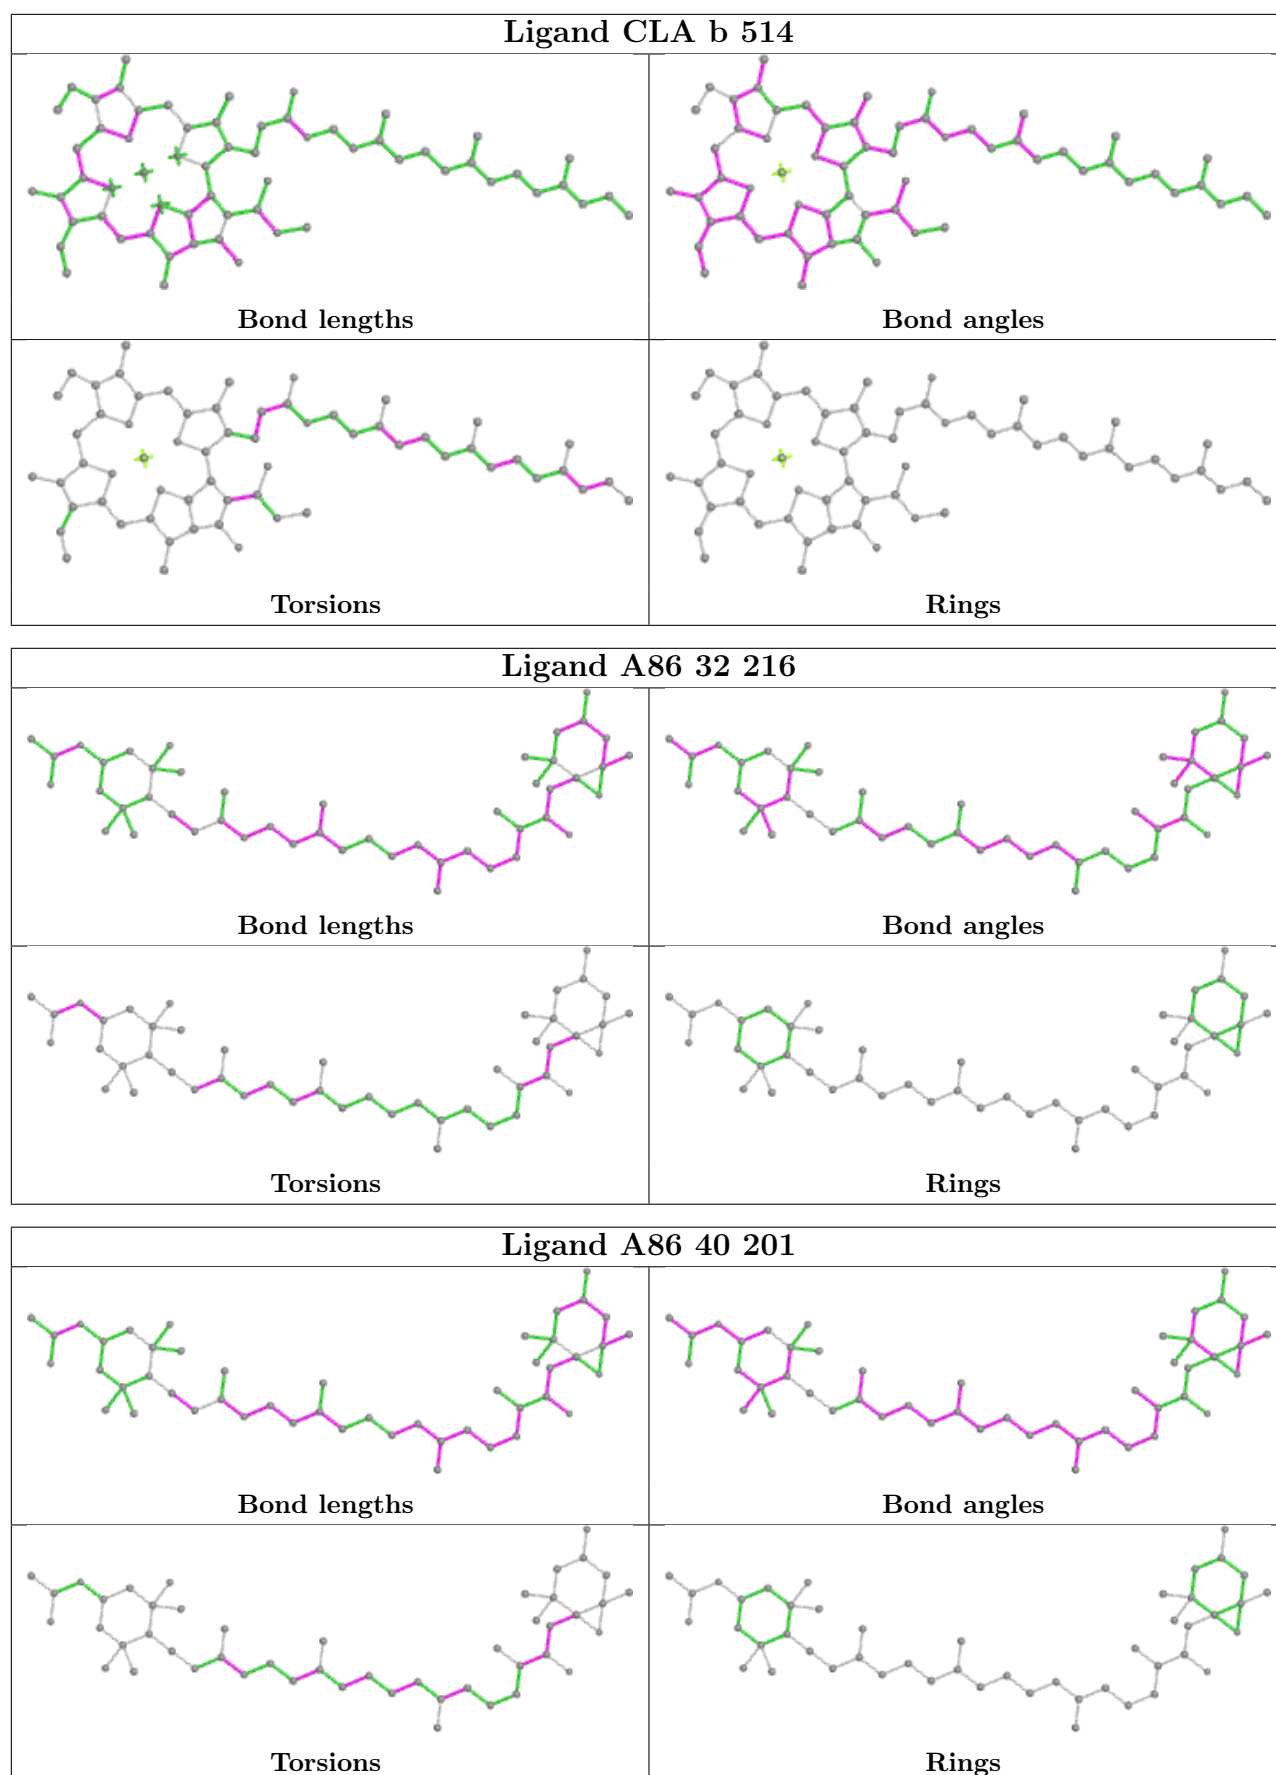 Ligand CLA b 514
Bond lengths
Bond angles
Torsions
Rings
Ligand A86 32 216
Bond lengths
Bond angles
Torsions
Rings
Ligand A86 40 201
Bond lengths
Bond angles
Torsions
Rings